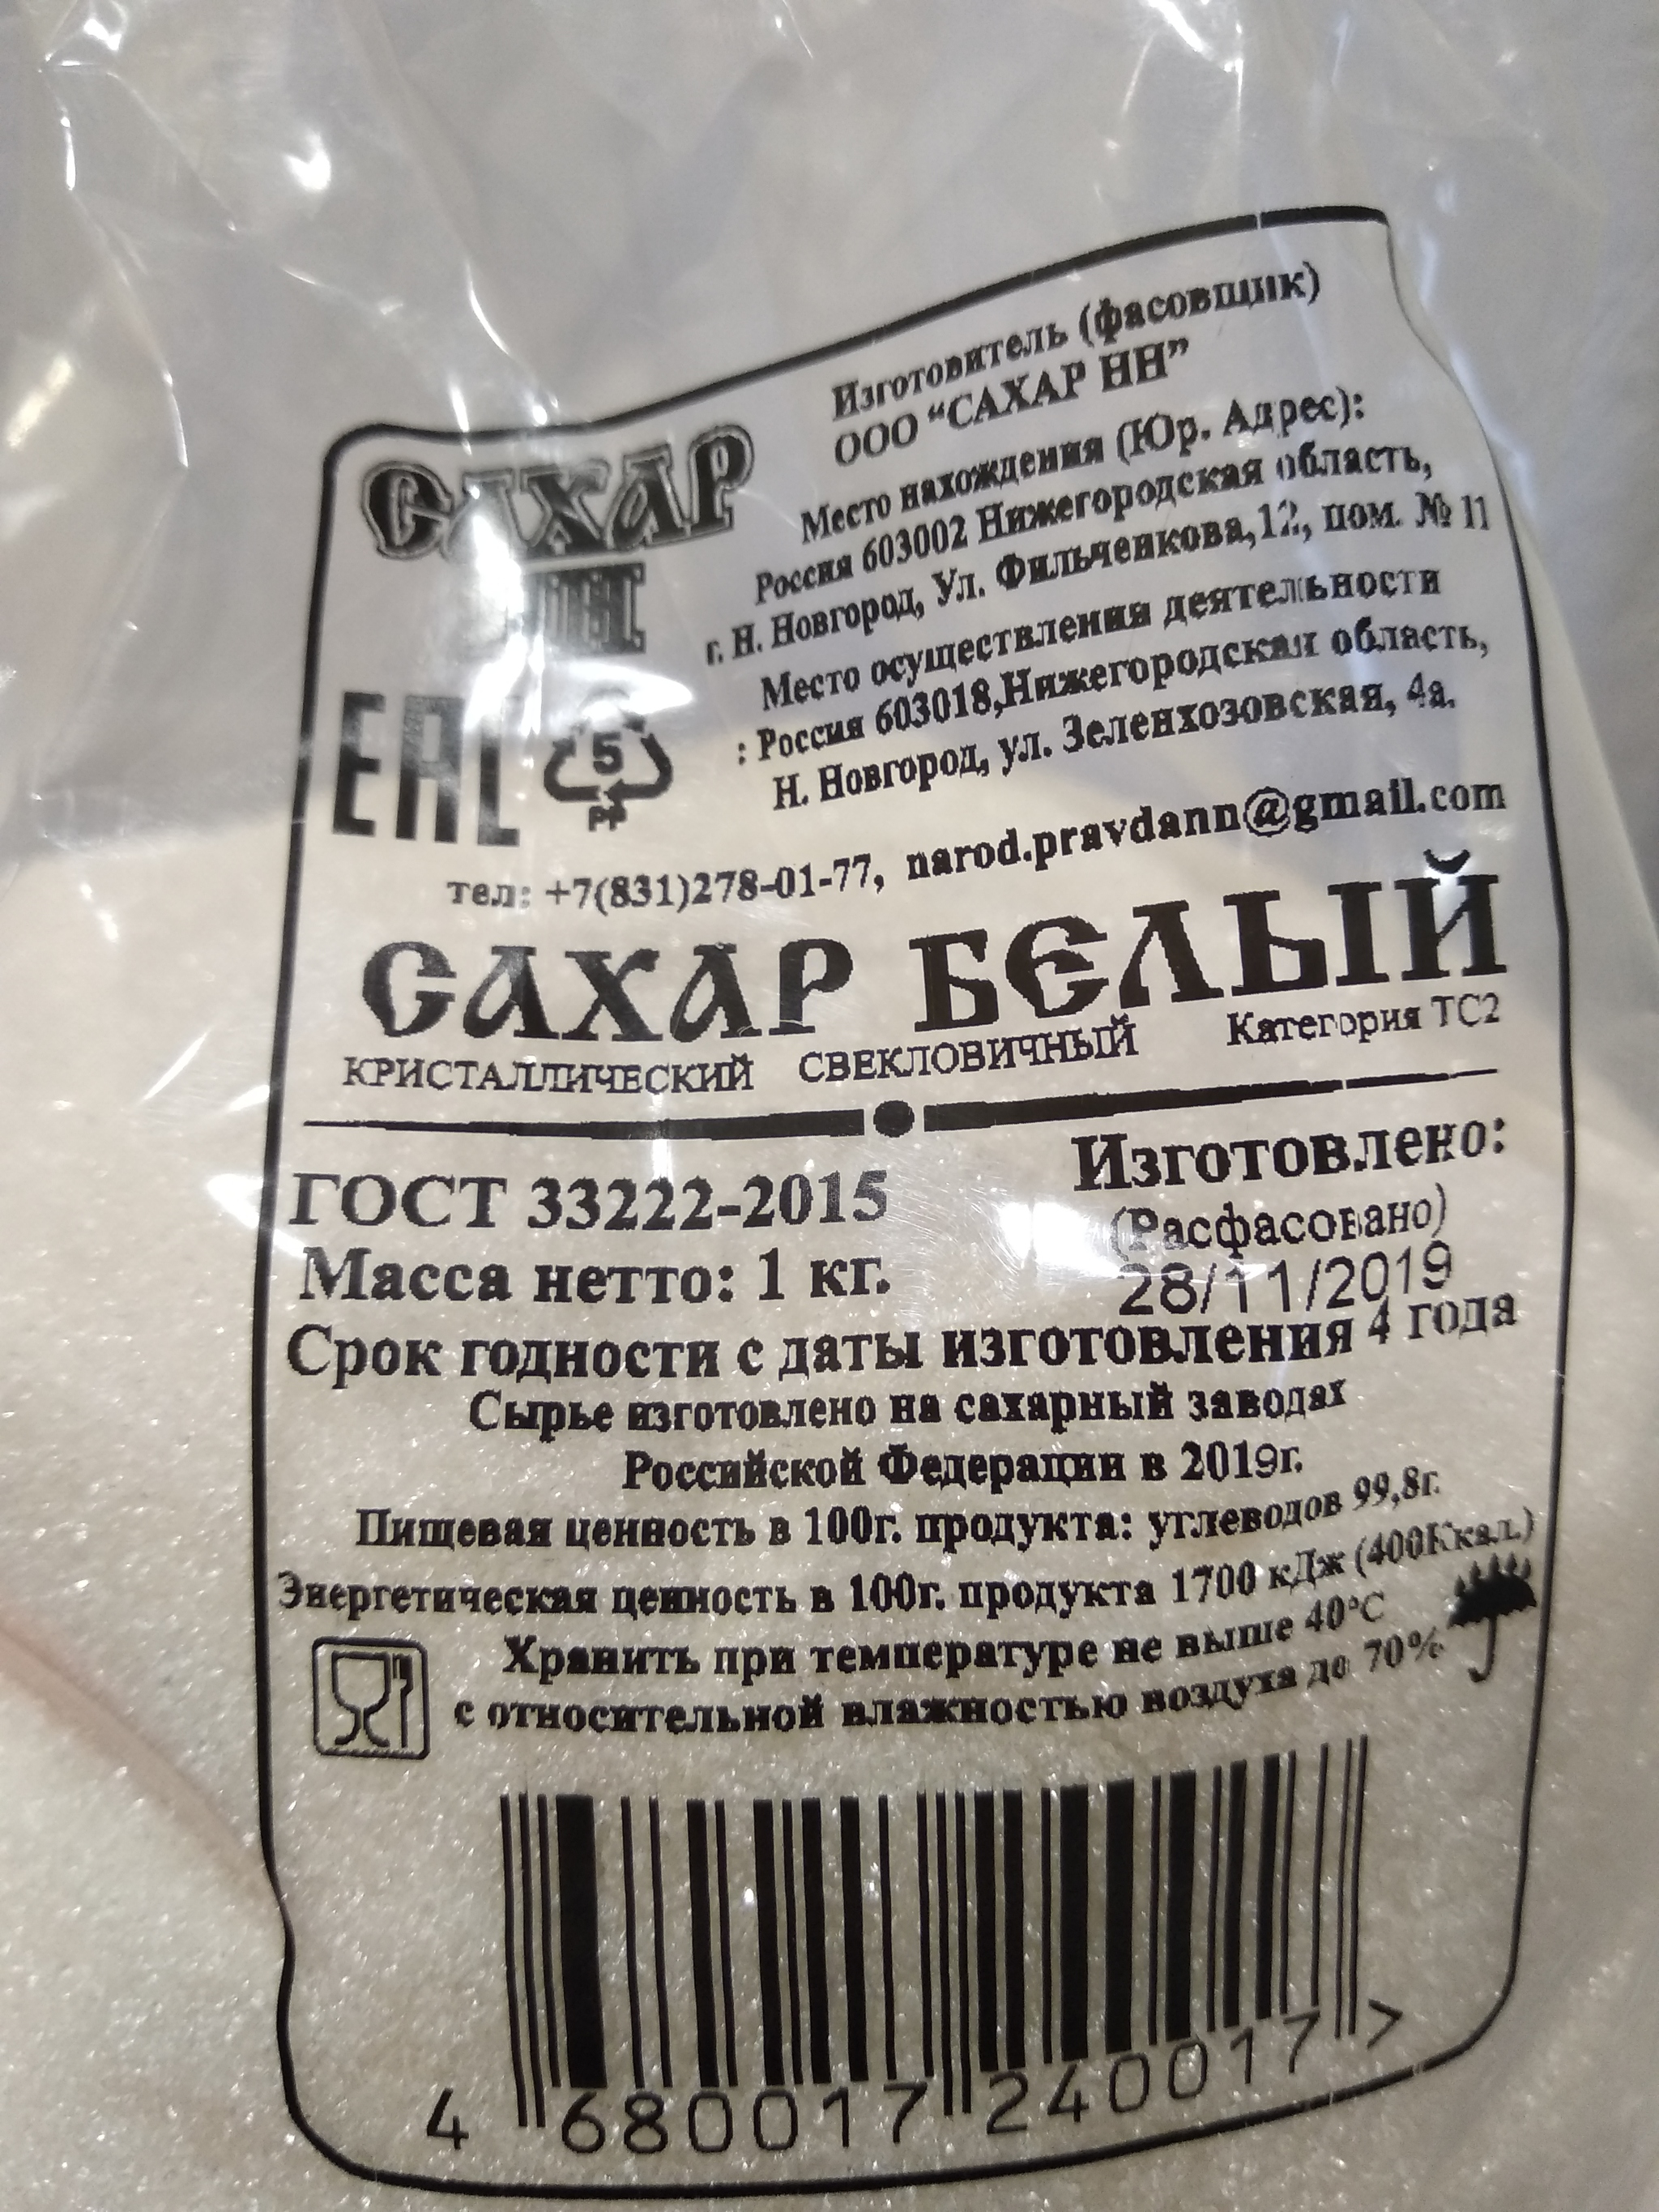 Изготовитель (фасовщик)
ООО “САХАР НН”
Место нахождения (Юр. Адрес):
Россия 603002 Нижегородская область,
г. Н. Новгород, Ул. Фильченкова,12, пом. № 11
Место осуществления деятельности
: Россия 603018,Нижегородская область,
Н. Новгород, ул. Зеленхозовская, 4а.
САХАР
НН
EAC
5
PP
тел: +7(831)278-01-77, narod.pravdann@gmail.com
САХАР БЕЛЫЙ
КРИСТАЛЛИЧЕСКИЙ СВЕКЛОВИЧНЫЙ Категория ТС2
ГОСТ 33222-2015
Масса нетто: 1 кг.
Изготовлено:
(Расфасовано)
28/11/2019
Срок годности с даты изготовления 4 года
Сырье изготовлено на сахарный заводах
Российской Федерации в 2019г.
Пищевая ценность в 100г. продукта: углеводов 99,8г.
Энергетическая ценность в 100г. продукта 1700 кДж (400Ккал.)
Хранить при температуре не выше 40°С
с относительной влажностью воздуха до 70%
4 680017 240017 >